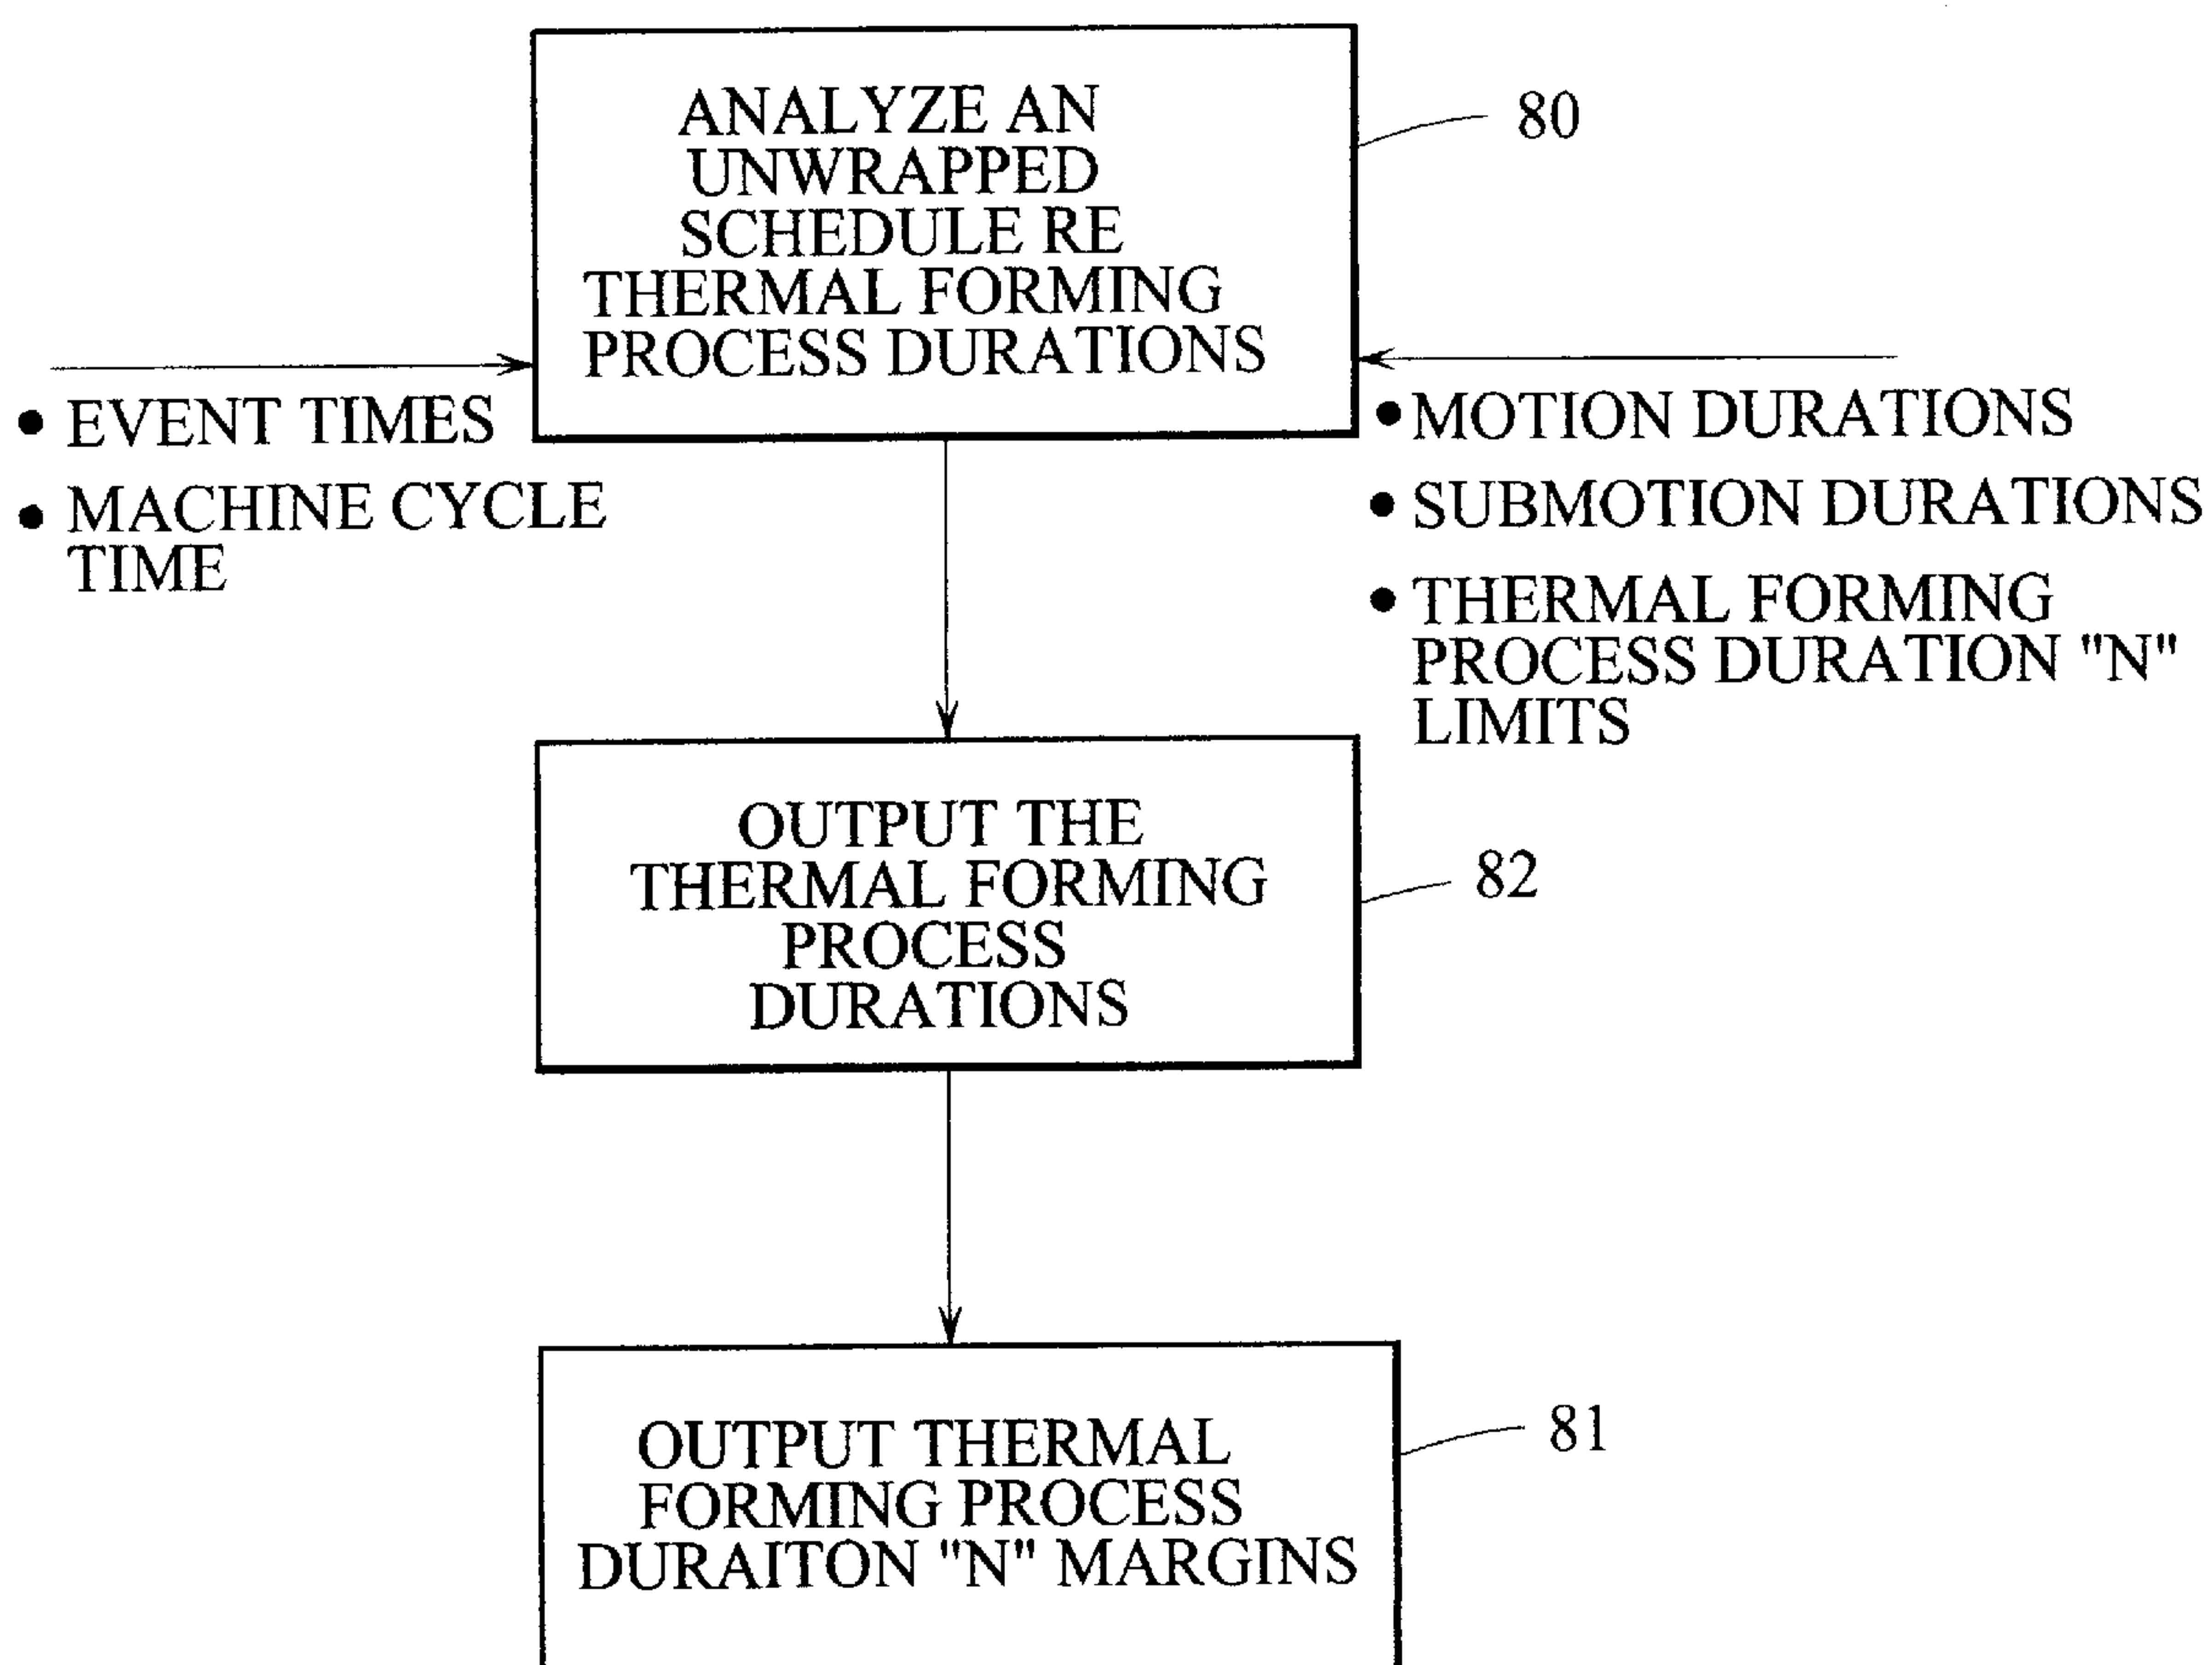 ANALYZE AN
UNWRAPPED
SCHEDULE RE
THERMAL FORMING
PROCESS DURATIONS
80
• EVENT TIMES
• MACHINE CYCLE
TIME
• MOTION DURATIONS
• SUBMOTION DURATIONS
• THERMAL FORMING
PROCESS DURATION "N"
LIMITS
OUTPUT THE
THERMAL FORMING
PROCESS
DURATIONS
82
OUTPUT THERMAL
FORMING PROCESS
DURAITON "N" MARGINS
81